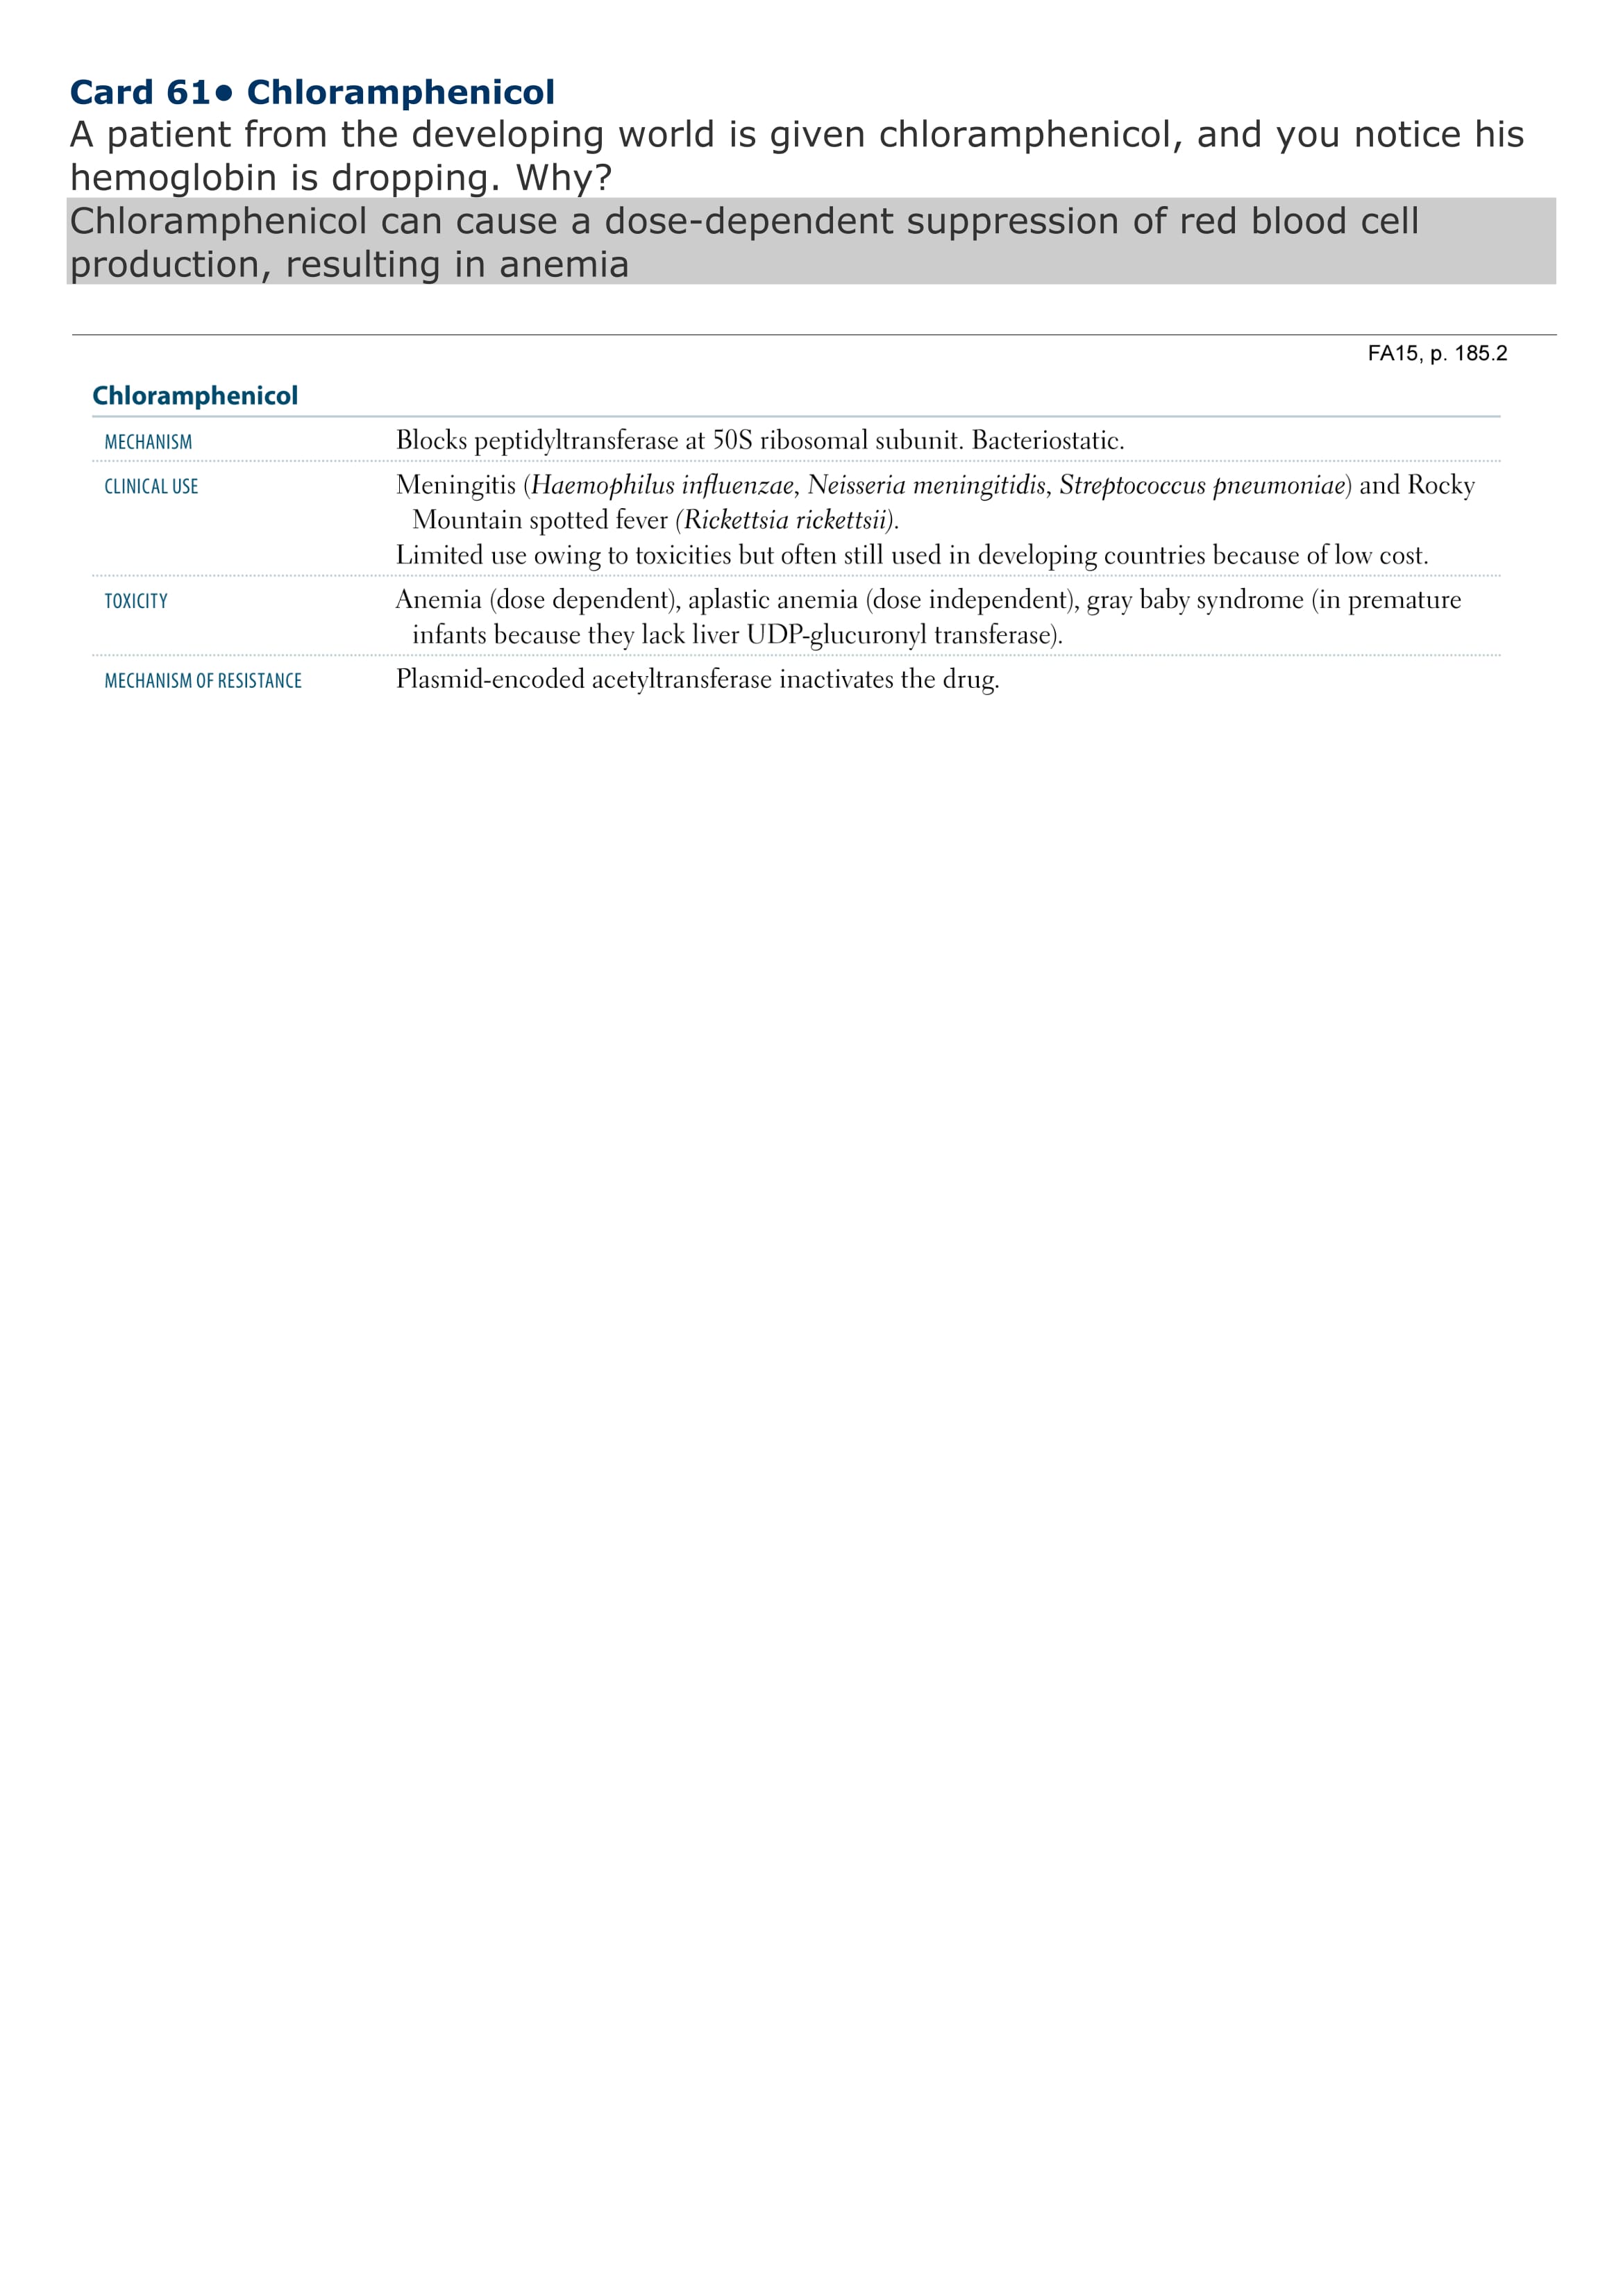 Card 61● Chloramphenicol
A patient from the developing world is given chloramphenicol, and you notice his
hemoglobin is dropping. Why?
Chloramphenicol can cause a dose-dependent suppression of red blood cell
production, resulting in anemia
FA15, p. 185.2
Chloramphenicol
MECHANISM Blocks peptidyltransferase at 50S ribosomal subunit. Bacteriostatic.
CLINICAL USE Meningitis (Haemophilus influenzae, Neisseria meningitidis, Streptococcus pneumoniae) and Rocky
Mountain spotted fever (Rickettsia rickettsii).
Limited use owing to toxicities but often still used in developing countries because of low cost.
TOXICITY Anemia (dose dependent), aplastic anemia (dose independent), gray baby syndrome (in premature
infants because they lack liver UDP-glucuronyl transferase).
MECHANISM OF RESISTANCE Plasmid-encoded acetyltransferase inactivates the drug.